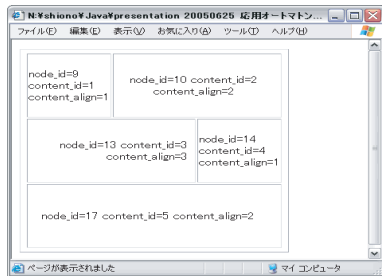 N:¥shiono¥Java¥presentation 20050625 応用オートマトン...
ファイル(F) 編集(E) 表示(V) お気に入り(A) ツール(T) ヘルプ(H)
node_id=9
content_id=1
content_align=1
node_id=10 content_id=2
content_align=2
node_id=13 content_id=3
content_align=3
node_id=14
content_id=4
content_align=1
node_id=17 content_id=5 content_align=2
ページが表示されました
マイ コンピュータ